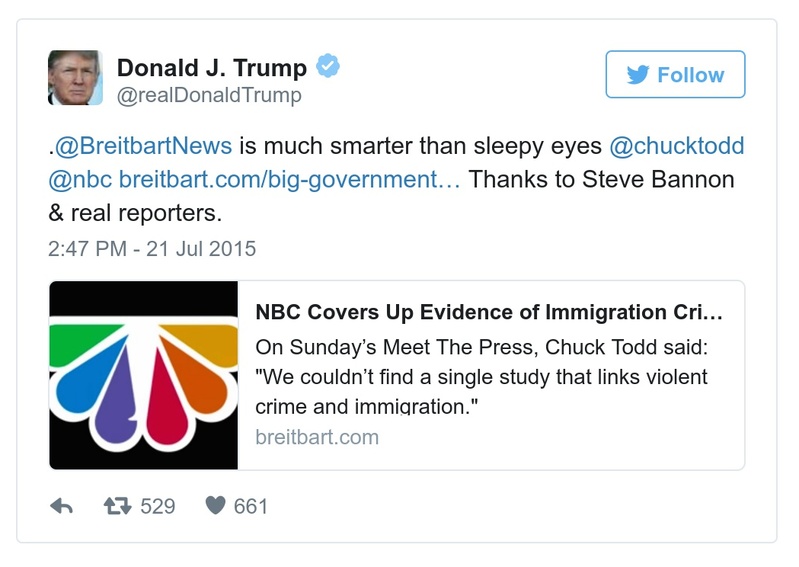 Donald J. Trump
Follow
@realDonaldTrump
.@BreitbartNews is much smarter than sleepy eyes @chucktodd
@nbc breitbart.com/big-government… Thanks to Steve Bannon
& real reporters.
2:47 PM - 21 Jul 2015
NBC Covers Up Evidence of Immigration Cri…
On Sunday’s Meet The Press, Chuck Todd said:
"We couldn’t find a single study that links violent
crime and immigration."
breitbart.com
529 661